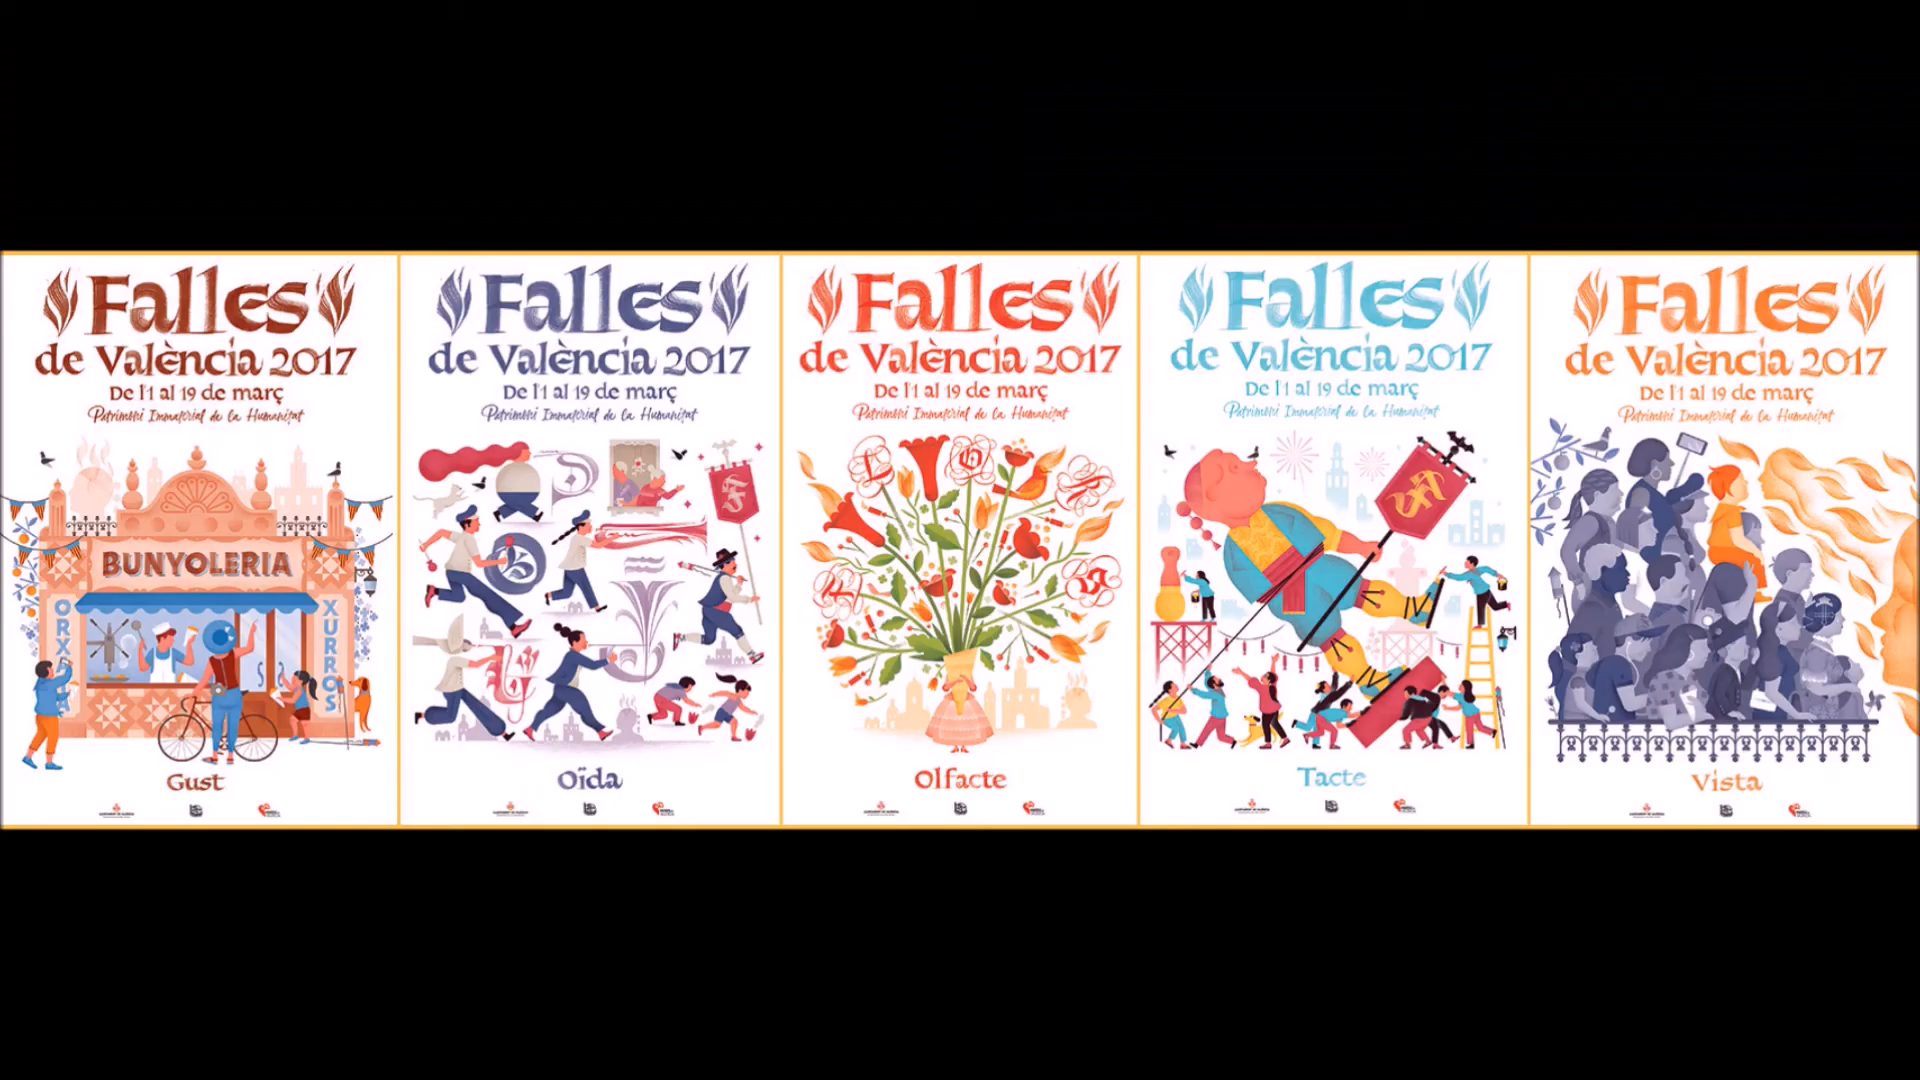 Falles
de València 2017
De l'1 al 19 de març
Patrimoni Immaterial de la Humanitat
BUNYOLERIA
ORXATA
XURROS
Gust
Falles
de València 2017
De l'1 al 19 de març
Patrimoni Immaterial de la Humanitat
F
Oïda
Falles
de València 2017
De l'1 al 19 de març
Patrimoni Immaterial de la Humanitat
Olfacte
Falles
de València 2017
De l'1 al 19 de març
Patrimoni Immaterial de la Humanitat
F
Tacte
Falles
de València 2017
De l'1 al 19 de març
Patrimoni Immaterial de la Humanitat
Vista